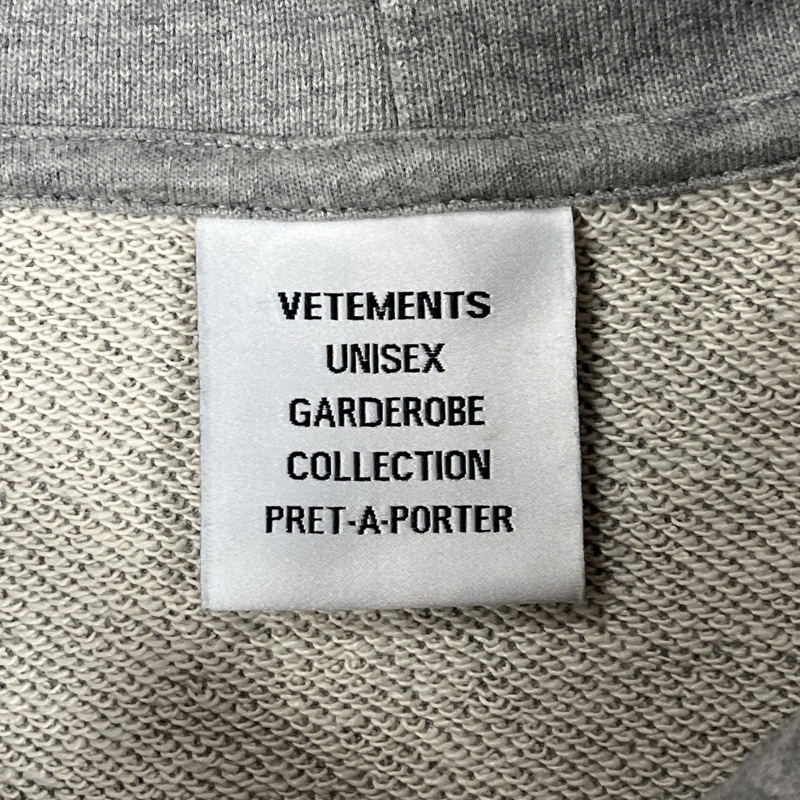 VETEMENTS
UNISEX
GARDEROBE
COLLECTION
PRET-A-PORTER